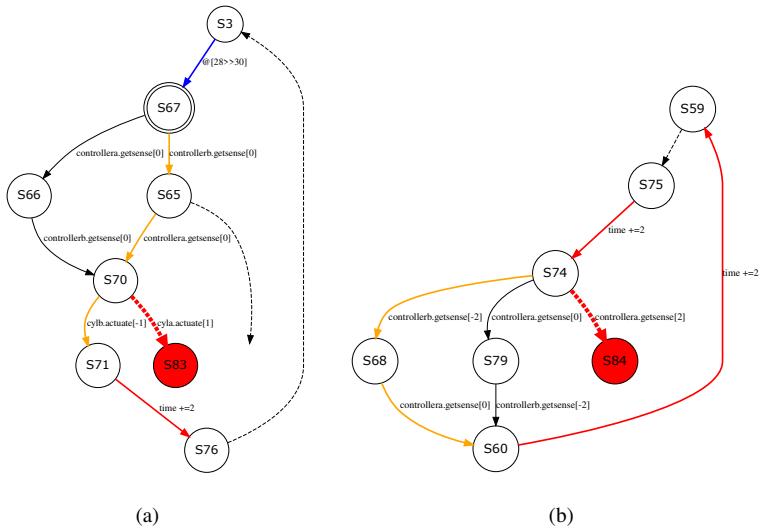 S3
@[28>>30]
S67
controllera.getsense[0]
controllerb.getsense[0]
S66
S65
controllerb.getsense[0]
controllera.getsense[0]
S70
cylb.actuate[-1]
cyla.actuate[1]
S71
S83
time +=2
S76
(a)
S59
S75
time +=2
S74
time +=2
controllerb.getsense[-2]
controllera.getsense[0]
controllera.getsense[2]
S68
S79
S84
controllera.getsense[0]
controllerb.getsense[-2]
S60
(b)